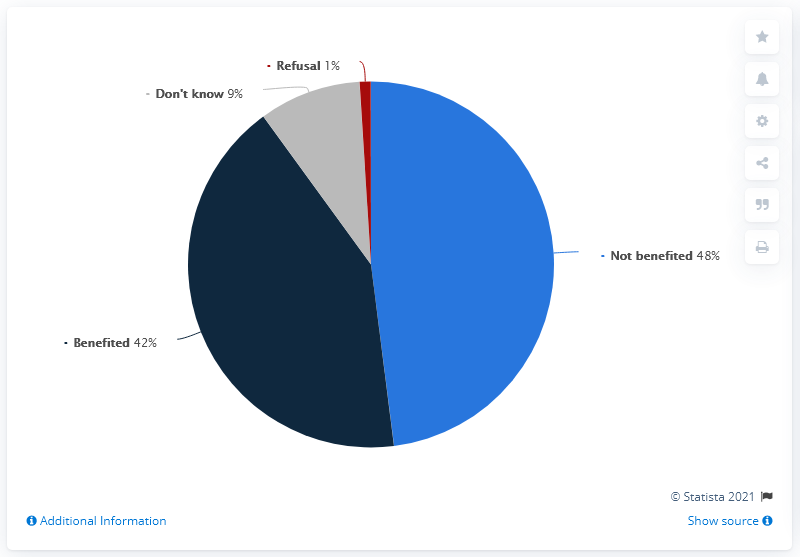 Refusal 1%
Don't know 9%
Not benefited 48%
Benefited 42%
© Statista 2021
Additional Information
Show source